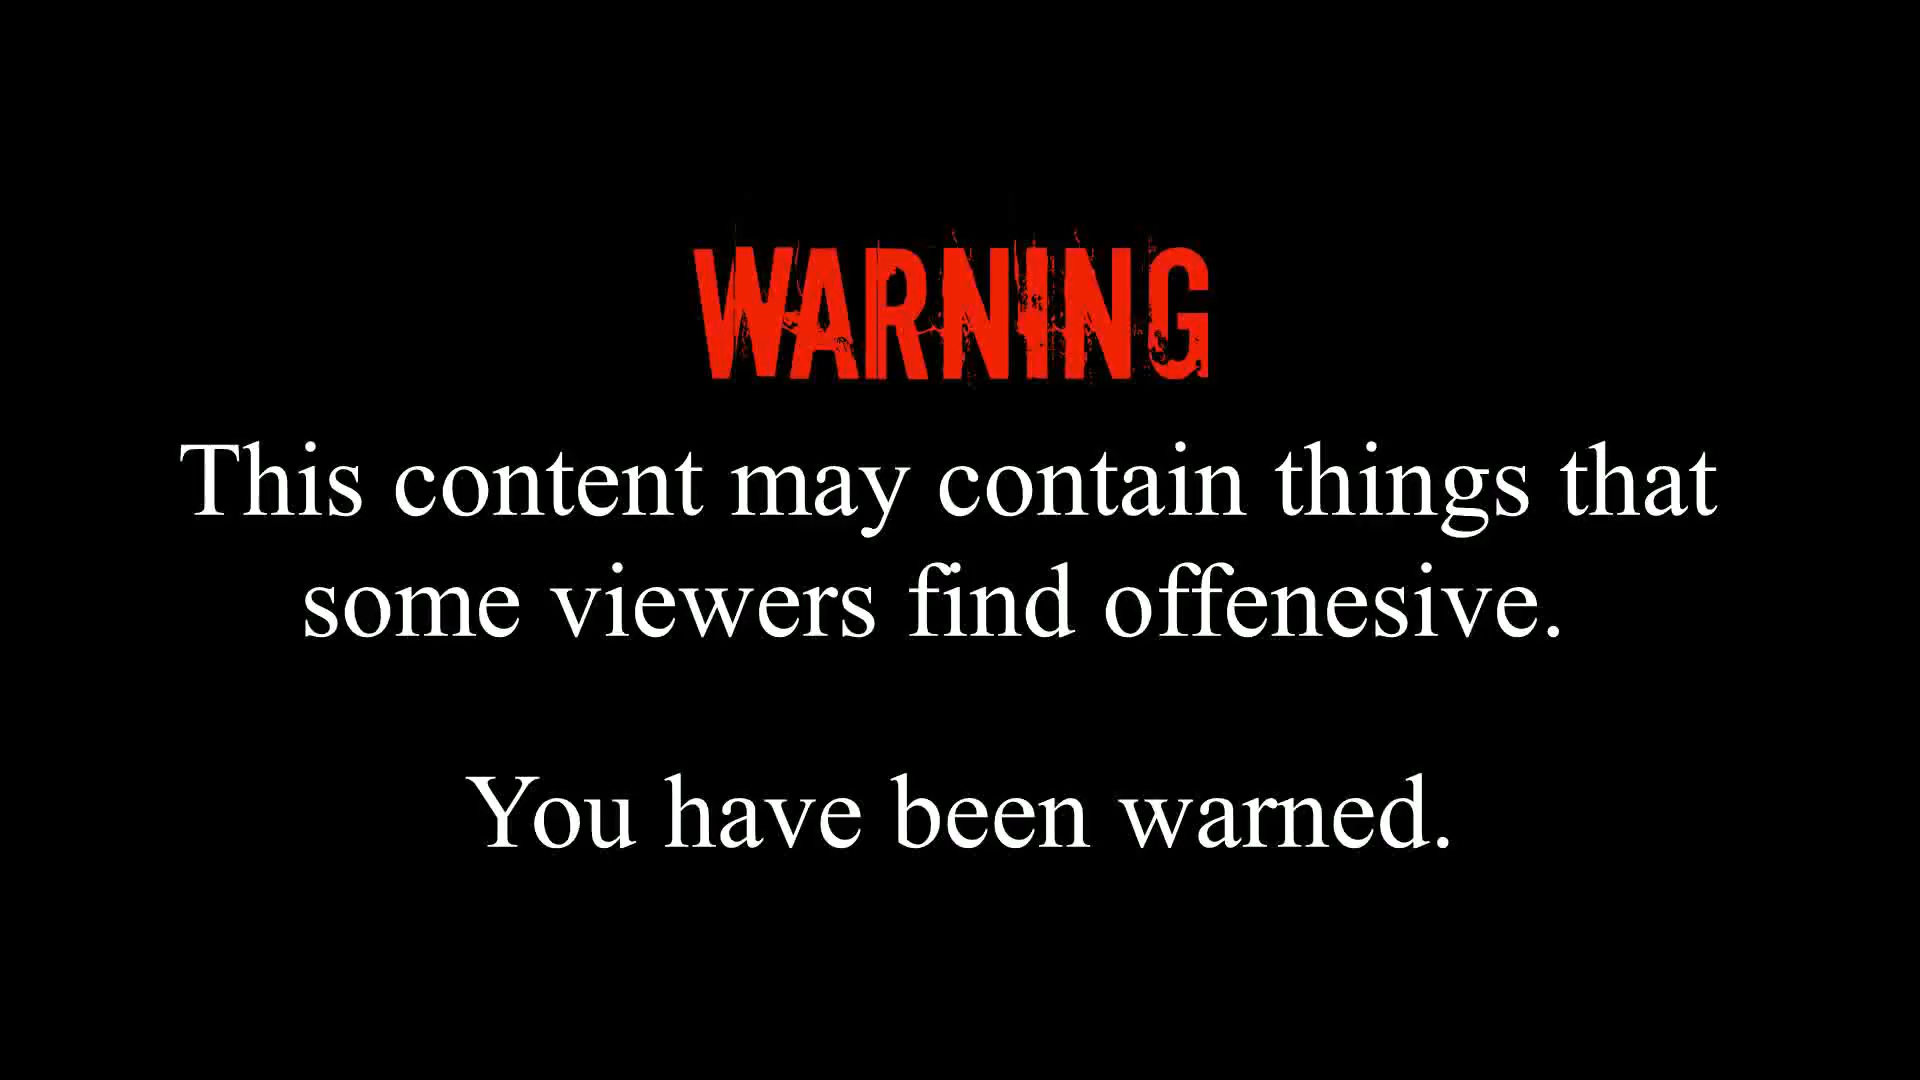 WARNING
This content may contain things that
some viewers find offenesive.
You have been warned.